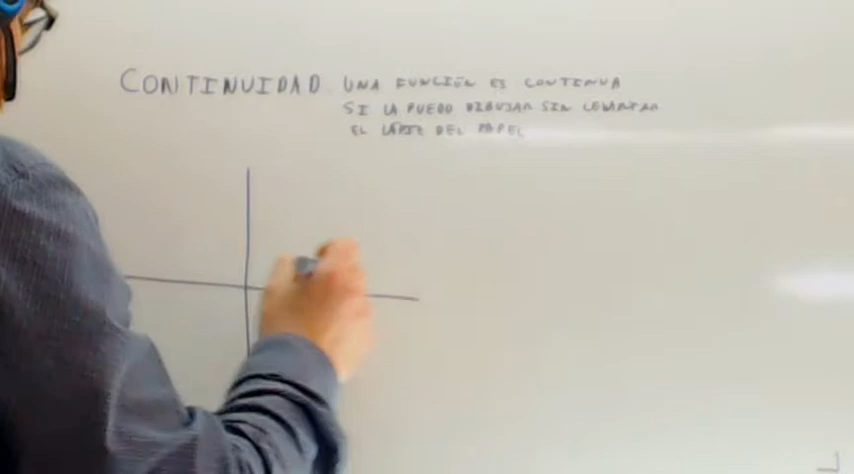 CONTINUIDAD. UNA FUNCIÓN ES CONTINUA
SI LA PUEDO DIBUJAR SIN LEVANTAR
EL LÁPIZ DEL PAPEL